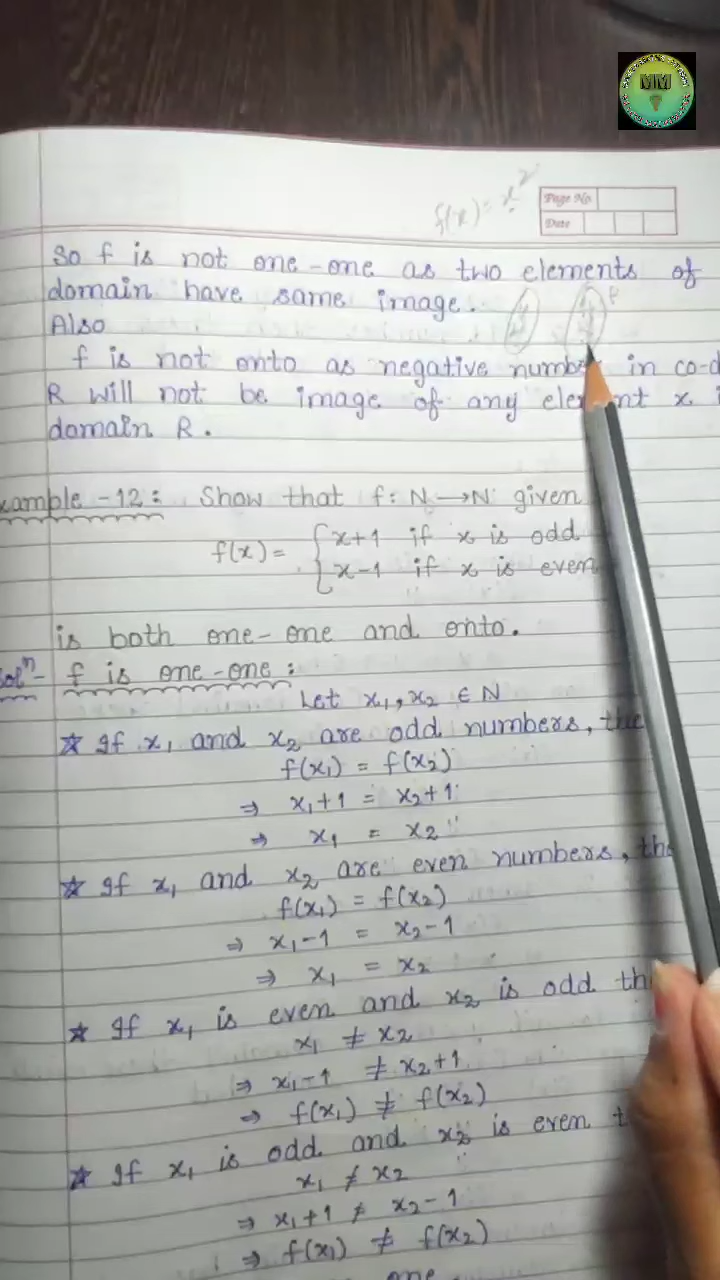 MM
f(x) = x²
Page No.
Date
So f is not one-one as two elements of
domain have same image.
Also
f is not onto as negative number in co-d
R will not be image of any element x i
domain R.
xample-12: Show that f: N→N given
f(x) = { x+1 if x is odd
x-1 if x is even
is both one-one and onto.
Solⁿ- f is one-one:
Let x₁, x₂ ∈ N
☆ If x₁ and x₂ are odd numbers, the
f(x₁) = f(x₂)
⇒ x₁+1 = x₂+1
⇒ x₁ = x₂
☆ If x₁ and x₂ are even numbers, the
f(x₁) = f(x₂)
⇒ x₁-1 = x₂-1
⇒ x₁ = x₂
☆ If x₁ is even and x₂ is odd th
x₁ ≠ x₂
⇒ x₁-1 ≠ x₂+1
⇒ f(x₁) ≠ f(x₂)
☆ If x₁ is odd and x₂ is even t
x₁ ≠ x₂
⇒ x₁+1 ≠ x₂-1
⇒ f(x₁) ≠ f(x₂)
one